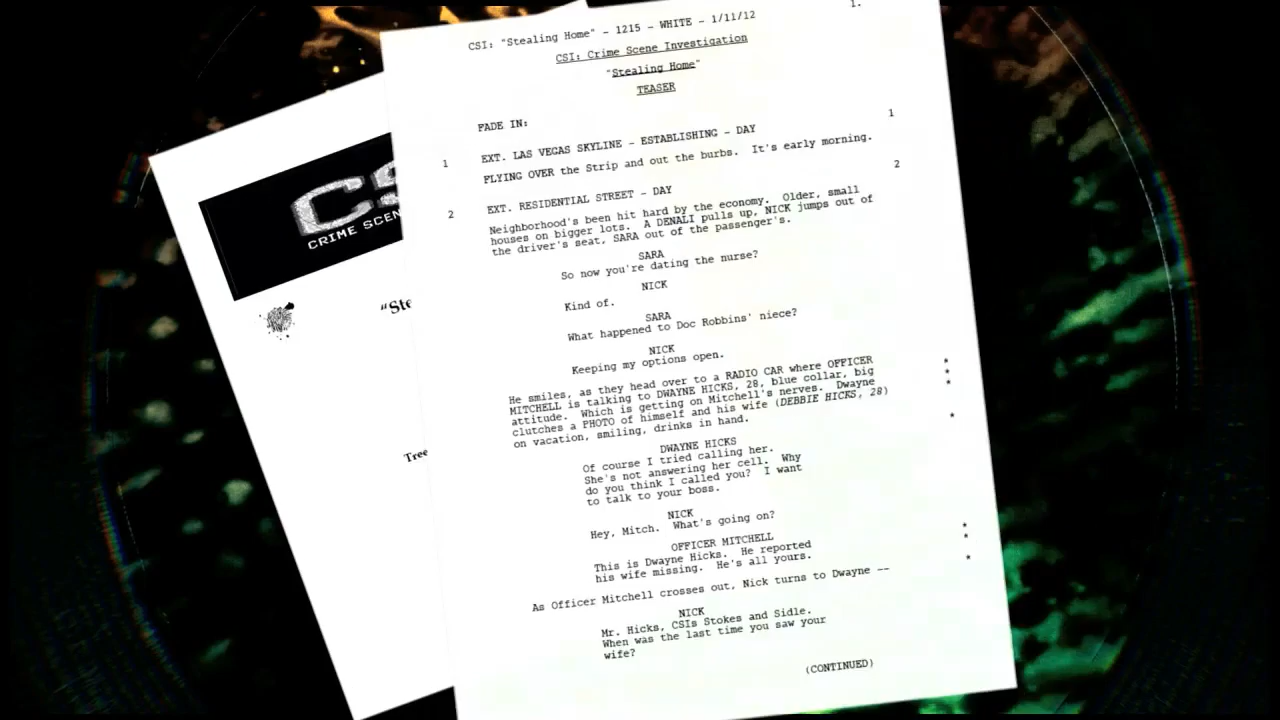 1.
CSI: "Stealing Home" - 1215 - WHITE - 1/11/12
CSI: Crime Scene Investigation
"Stealing Home"
TEASER
FADE IN:
1 EXT. LAS VEGAS SKYLINE - ESTABLISHING - DAY 1
FLYING OVER the Strip and out the burbs. It's early morning.
2 EXT. RESIDENTIAL STREET - DAY 2
Neighborhood's been hit hard by the economy. Older, small
houses on bigger lots. A DENALI pulls up, NICK jumps out of
the driver's seat, SARA out of the passenger's.
SARA
So now you're dating the nurse?
NICK
Kind of.
SARA
What happened to Doc Robbins' niece?
NICK
Keeping my options open.
He smiles, as they head over to a RADIO CAR where OFFICER *
MITCHELL is talking to DWAYNE HICKS, 28, blue collar, big *
attitude. Which is getting on Mitchell's nerves. Dwayne *
clutches a PHOTO of himself and his wife (DEBBIE HICKS, 28)
on vacation, smiling, drinks in hand. *
DWAYNE HICKS
Of course I tried calling her.
She's not answering her cell. Why
do you think I called you? I want
to talk to your boss.
NICK
Hey, Mitch. What's going on? *
OFFICER MITCHELL *
This is Dwayne Hicks. He reported
his wife missing. He's all yours. *
As Officer Mitchell crosses out, Nick turns to Dwayne --
NICK
Mr. Hicks, CSIs Stokes and Sidle.
When was the last time you saw your
wife?
(CONTINUED)
CS
CRIME SCEN
"Ste
Tree